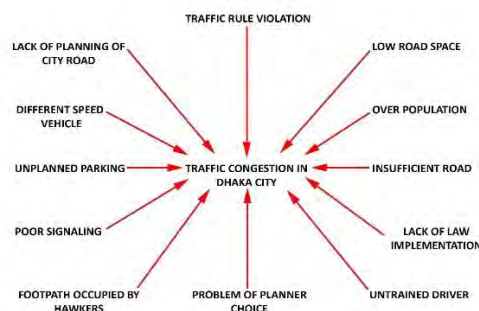 TRAFFIC RULE VIOLATION
LACK OF PLANNING OF
CITY ROAD
LOW ROAD SPACE
DIFFERENT SPEED
VEHICLE
OVER POPULATION
UNPLANNED PARKING
TRAFFIC CONGESTION IN
DHAKA CITY
INSUFFICIENT ROAD
POOR SIGNALING
LACK OF LAW
IMPLEMENTATION
FOOTPATH OCCUPIED BY
HAWKERS
PROBLEM OF PLANNER
CHOICE
UNTRAINED DRIVER